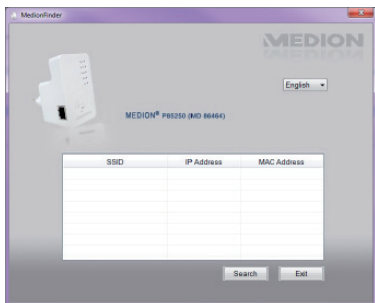 MedionFinder
MEDION
English
MEDION® P85250 (MD 86464)
SSID IP Address MAC Address
Search Exit